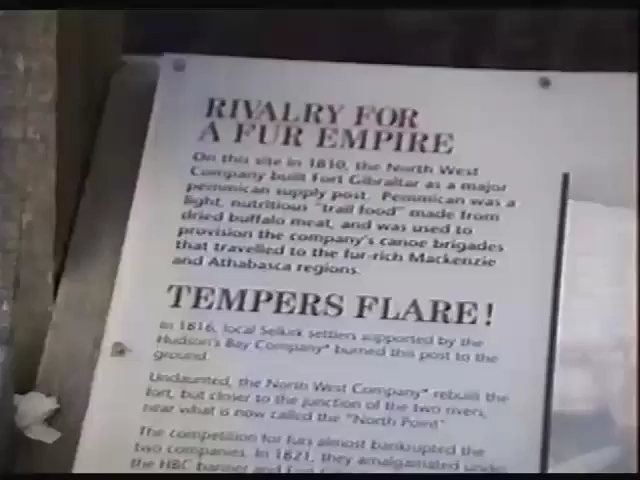 RIVALRY FOR
A FUR EMPIRE
On this site in 1810, the North West
Company built Fort Gibraltar as a major
pemmican supply post. Pemmican was a
light, nutritious "trail food" made from
dried buffalo meat, and was used to
provision the company's canoe brigades
that travelled to the fur-rich Mackenzie
and Athabasca regions.
TEMPERS FLARE!
In 1816, local Selkirk settlers supported by the
Hudson's Bay Company* burned this post to the
ground.
Undaunted, the North West Company* rebuilt the
fort, but closer to the junction of the two rivers,
near what is now called the "North Point"
The competition for furs almost bankrupted the
two companies. In 1821, they amalgamated under
the HBC banner and Fort